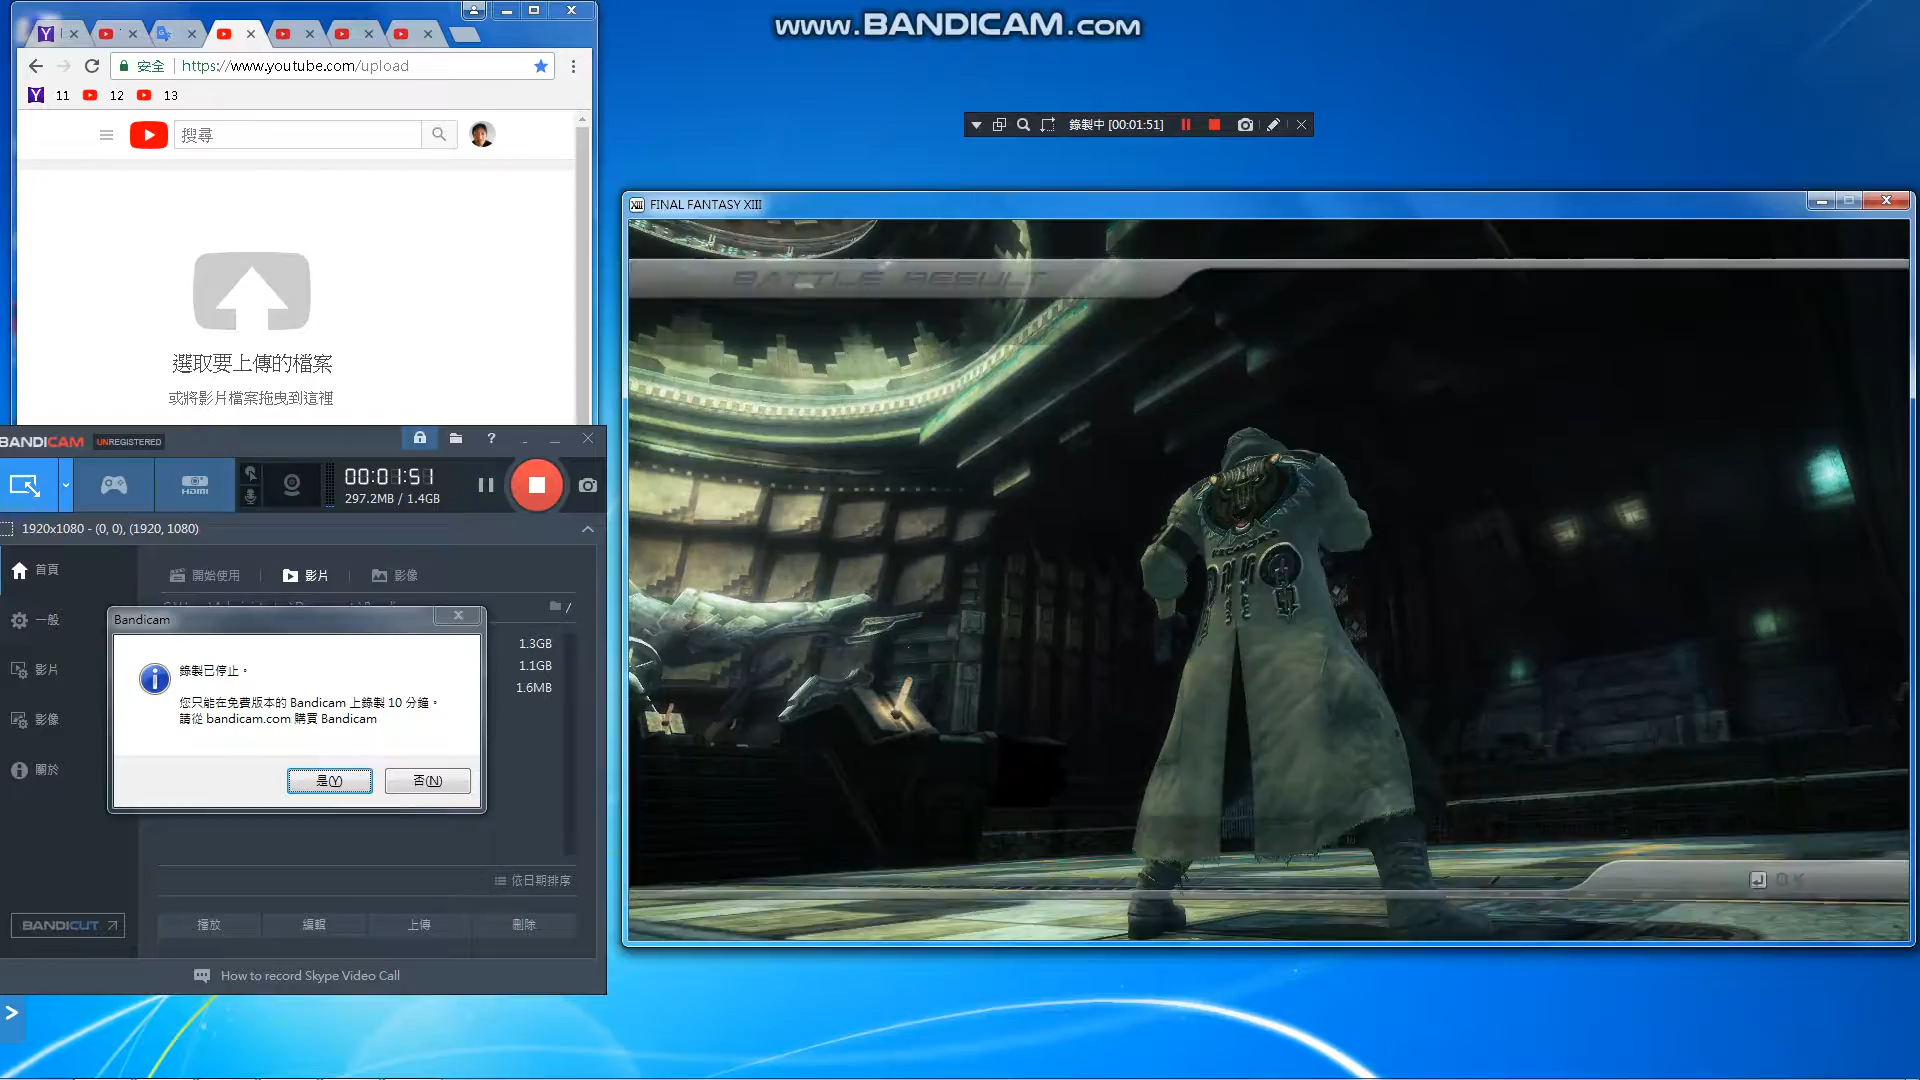 www.BANDICAM.com
安全 https://www.youtube.com/upload
11 12 13
搜尋
選取要上傳的檔案
或將影片檔案拖曳到這裡
錄製中 [00:01:51]
FINAL FANTASY XIII
BATTLE RESULT
OK
BANDICAM UNREGISTERED
?
HDMI
00:01:51
297.2MB / 1.4GB
1920x1080 - (0, 0), (1920, 1080)
首頁
一般
影片
影像
關於
開始使用 影片 影像
1.3GB
1.1GB
1.6MB
Bandicam
錄製已停止。
您只能在免費版本的 Bandicam 上錄製 10 分鐘。
請從 bandicam.com 購買 Bandicam
是(Y) 否(N)
依日期排序
BANDICUT
播放 編輯 上傳 刪除
How to record Skype Video Call